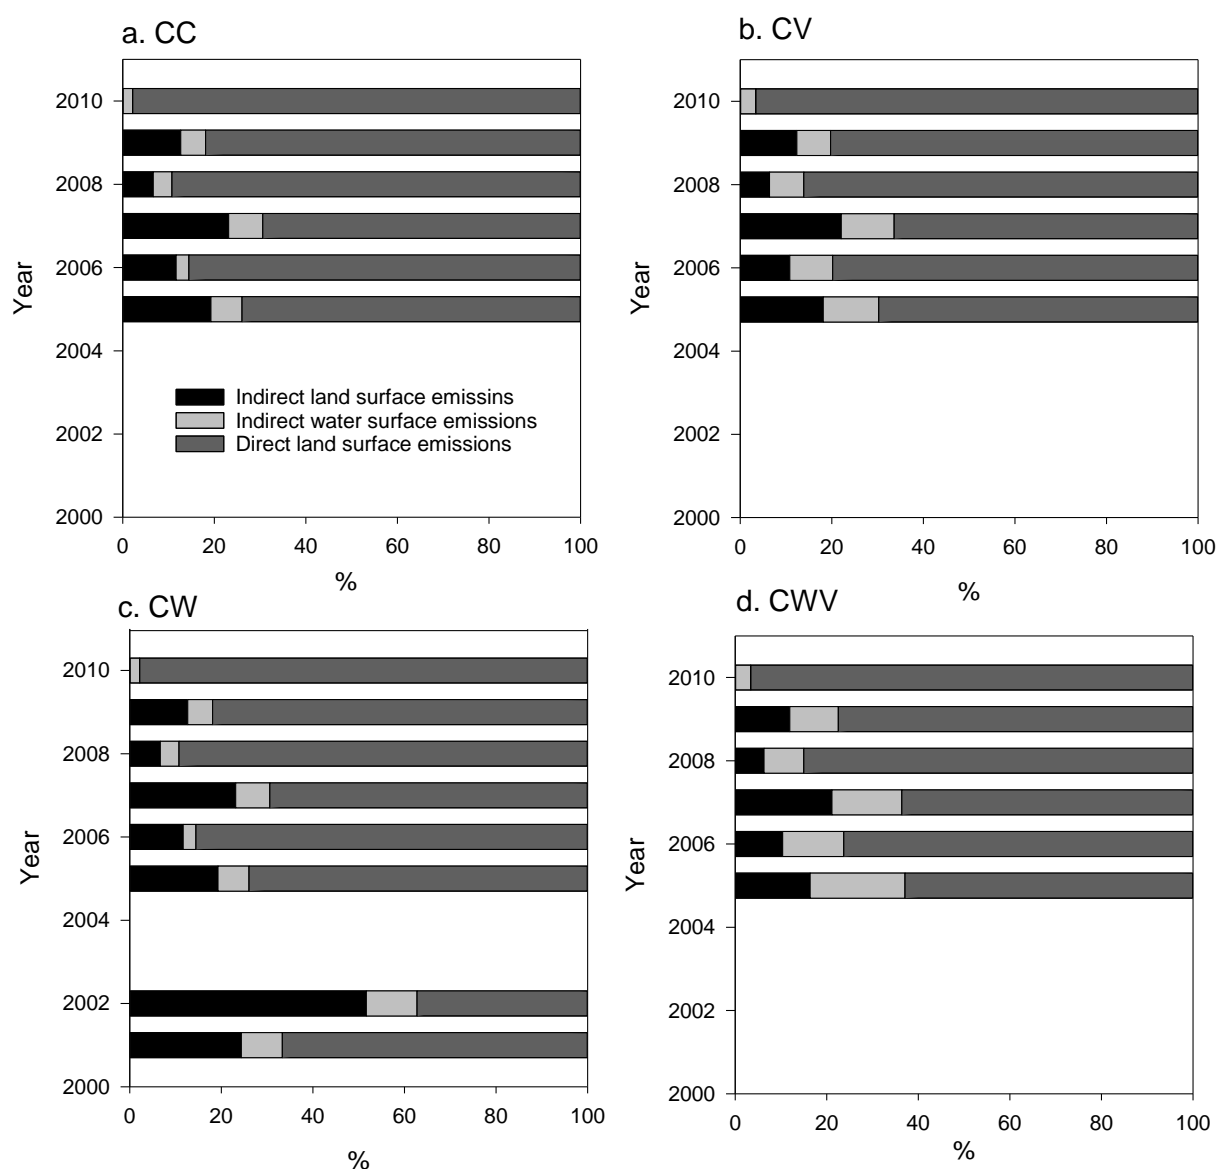 a. CC
2010
2008
2006
2004
2002
2000
Year
Indirect land surface emissins
Indirect water surface emissions
Direct land surface emissions
0 20 40 60 80 100
%
b. CV
2010
2008
2006
2004
2002
2000
Year
0 20 40 60 80 100
%
c. CW
2010
2008
2006
2004
2002
2000
Year
0 20 40 60 80 100
%
d. CWV
2010
2008
2006
2004
2002
2000
Year
0 20 40 60 80 100
%